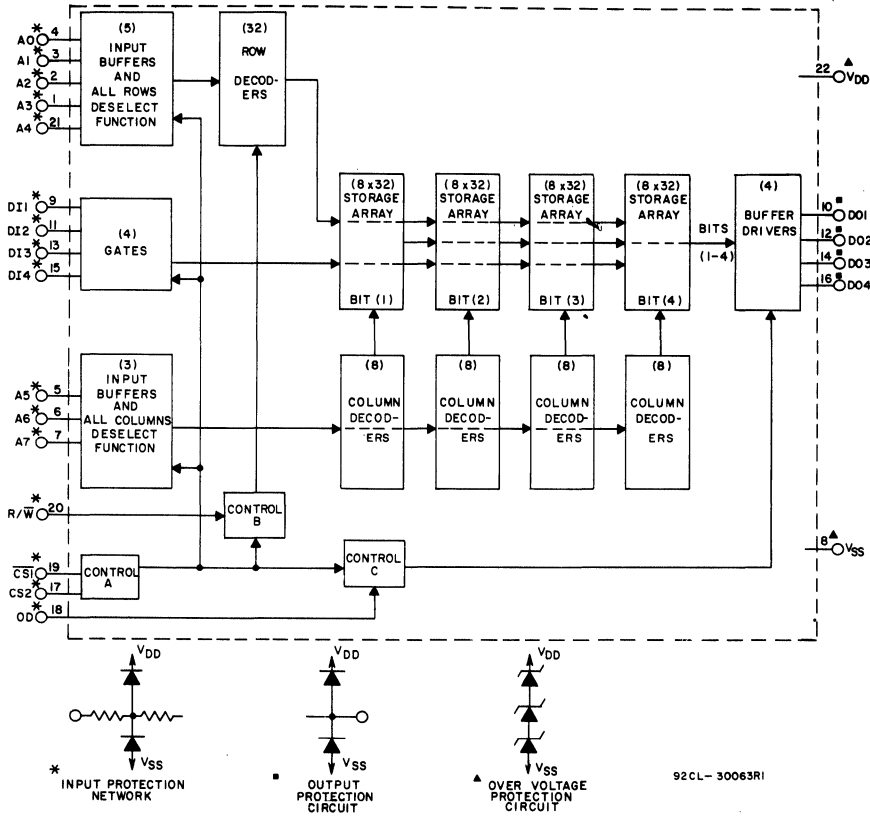 * A0 4
* A1 3
* A2 2
* A3 1
* A4 21
(5)
INPUT
BUFFERS
AND
ALL ROWS
DESELECT
FUNCTION
(32)
ROW
DECOD-
ERS
22 ▲ VDD
* DI1 9
* DI2 11
* DI3 13
* DI4 15
(4)
GATES
(8 x 32)
STORAGE
ARRAY
BIT (1)
(8 x 32)
STORAGE
ARRAY
BIT (2)
(8 x 32)
STORAGE
ARRAY
BIT (3)
(8 x 32)
STORAGE
ARRAY
BIT (4)
BITS
(1-4)
(4)
BUFFER
DRIVERS
10 ■ DO1
12 ■ DO2
14 ■ DO3
16 ■ DO4
* A5 5
* A6 6
* A7 7
(3)
INPUT
BUFFERS
AND
ALL COLUMNS
DESELECT
FUNCTION
(8)
COLUMN
DECOD-
ERS
(8)
COLUMN
DECOD-
ERS
(8)
COLUMN
DECOD-
ERS
(8)
COLUMN
DECOD-
ERS
* R/W̅ 20
CONTROL
B
* C̅S̅1̅ 19
* CS2 17
CONTROL
A
CONTROL
C
* OD 18
8 ▲ VSS
VDD
VSS
* INPUT PROTECTION
NETWORK
VDD
VSS
■ OUTPUT
PROTECTION
CIRCUIT
VDD
VSS
▲ OVER VOLTAGE
PROTECTION
CIRCUIT
92CL-30063R1